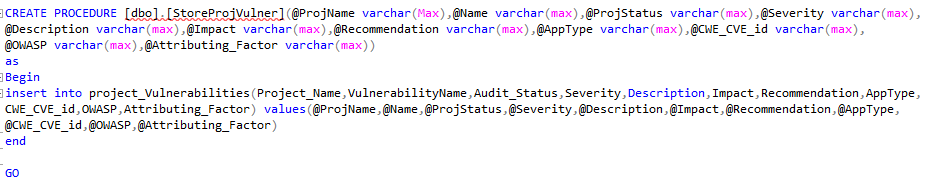 CREATE PROCEDURE [dbo].[StoreProjVulner](@ProjName varchar(Max),@Name varchar(max),@ProjStatus varchar(max),@Severity varchar(max),
@Description varchar(max),@Impact varchar(max),@Recommendation varchar(max),@AppType varchar(max),@CWE_CVE_id varchar(max),
@OWASP varchar(max),@Attributing_Factor varchar(max))
as
Begin
insert into project_Vulnerabilities(Project_Name,VulnerabilityName,Audit_Status,Severity,Description,Impact,Recommendation,AppType,
CWE_CVE_id,OWASP,Attributing_Factor) values(@ProjName,@Name,@ProjStatus,@Severity,@Description,@Impact,@Recommendation,@AppType,
@CWE_CVE_id,@OWASP,@Attributing_Factor)
end
GO